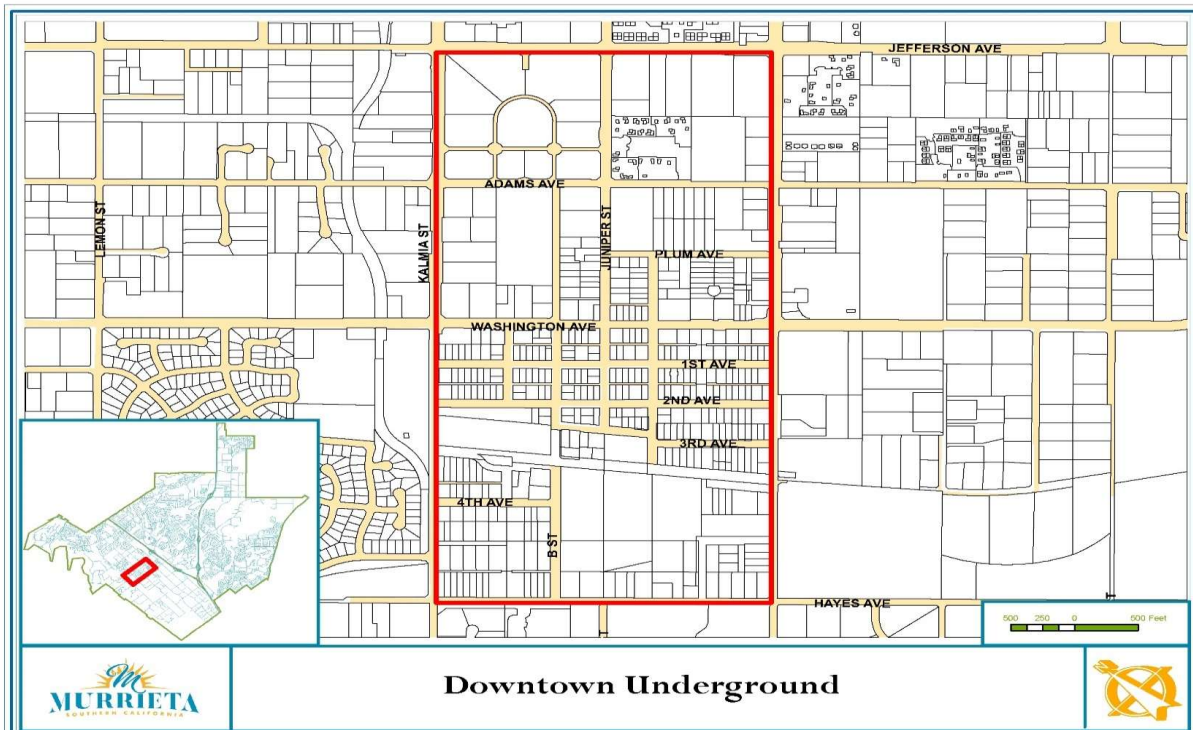 JEFFERSON AVE
ADAMS AVE
LEMON ST
KALMIA ST
JUNIPER ST
PLUM AVE
WASHINGTON AVE
1ST AVE
2ND AVE
3RD AVE
4TH AVE
B ST
HAYES AVE
500 250 0 500 Feet
M
MURRIETA
SOUTHERN CALIFORNIA
Downtown Underground